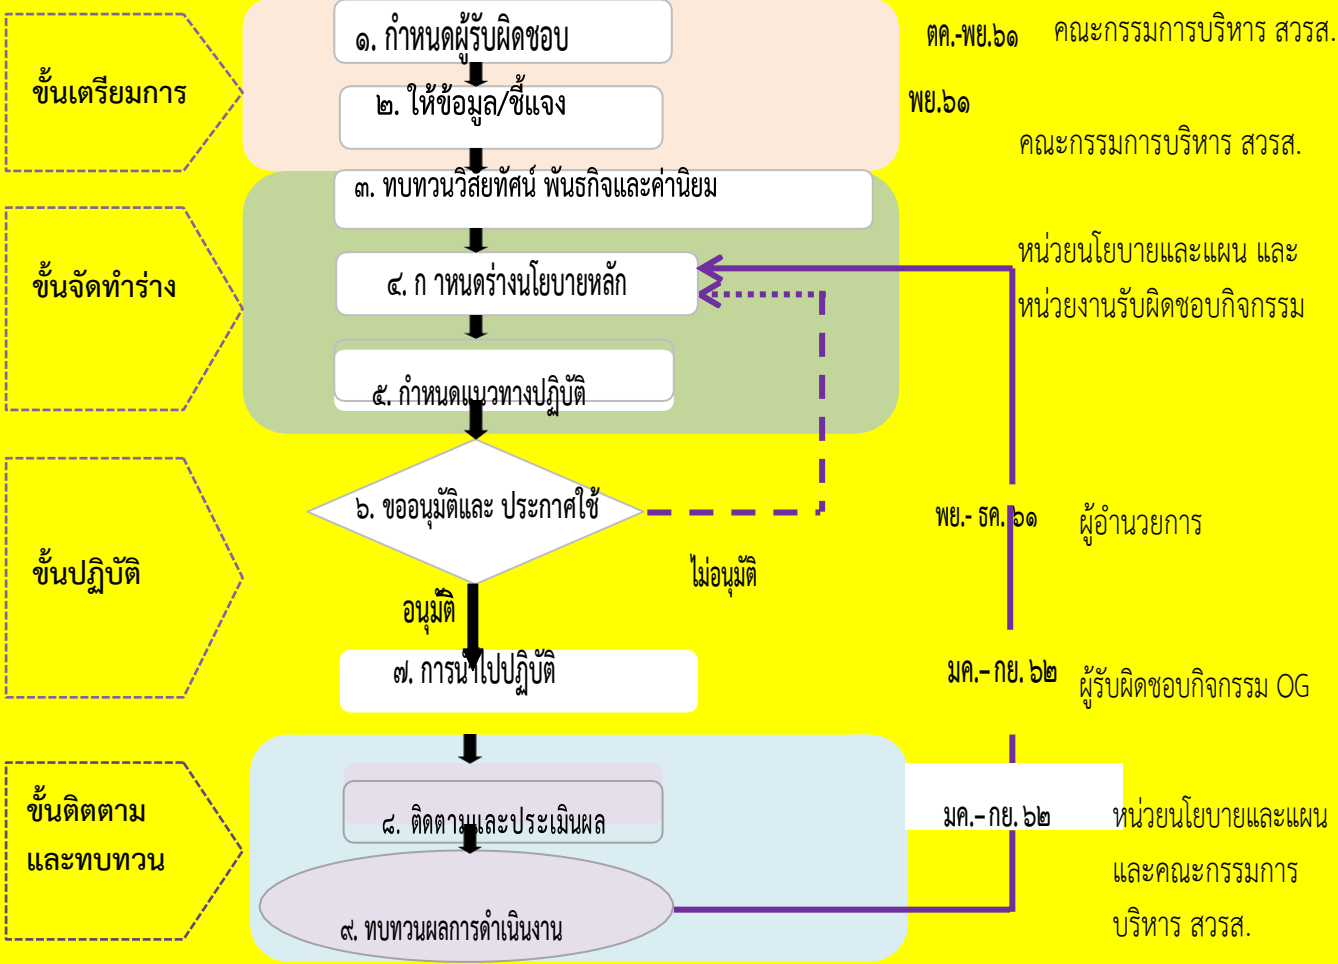 ขั้นเตรียมการ
๑. กำหนดผู้รับผิดชอบ
ตค.-พย.๖๑
คณะกรรมการบริหาร สวรส.
๒. ให้ข้อมูล/ชี้แจง
พย.๖๑
คณะกรรมการบริหาร สวรส.
ขั้นจัดทำร่าง
๓. ทบทวนวิสัยทัศน์ พันธกิจและค่านิยม
๔. ก าหนดร่างนโยบายหลัก
หน่วยนโยบายและแผน และ
หน่วยงานรับผิดชอบกิจกรรม
๕. กำหนดแนวทางปฏิบัติ
ขั้นปฏิบัติ
๖. ขออนุมัติและ ประกาศใช้
พย.- ธค.๖๑
ผู้อำนวยการ
ไม่อนุมัติ
อนุมัติ
๗. การนำไปปฏิบัติ
มค.– กย. ๖๒
ผู้รับผิดชอบกิจกรรม OG
ขั้นติตตาม
และทบทวน
๘. ติดตามและประเมินผล
มค.– กย. ๖๒
หน่วยนโยบายและแผน
และคณะกรรมการ
บริหาร สวรส.
๙. ทบทวนผลการดำเนินงาน